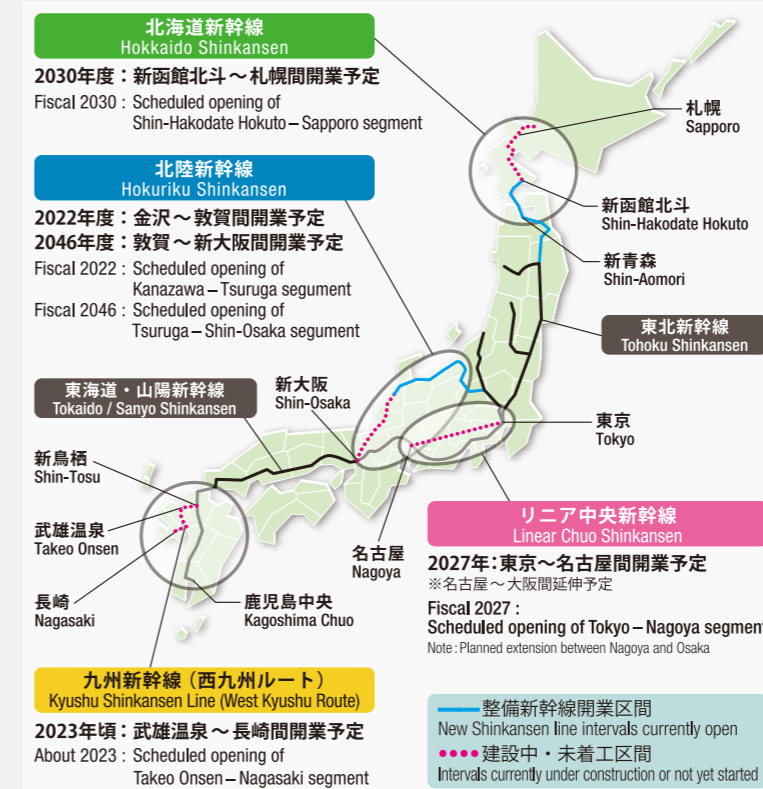 北海道新幹線
Hokkaido Shinkansen
2030年度：新函館北斗～札幌間開業予定
Fiscal 2030 : Scheduled opening of
Shin-Hakodate Hokuto – Sapporo segment
北陸新幹線
Hokuriku Shinkansen
2022年度：金沢～敦賀間開業予定
2046年度：敦賀～新大阪間開業予定
Fiscal 2022 : Scheduled opening of
Kanazawa – Tsuruga segument
Fiscal 2046 : Scheduled opening of
Tsuruga – Shin-Osaka segment
札幌
Sapporo
新函館北斗
Shin-Hakodate Hokuto
新青森
Shin-Aomori
東北新幹線
Tohoku Shinkansen
東海道・山陽新幹線
Tokaido / Sanyo Shinkansen
新大阪
Shin-Osaka
東京
Tokyo
新鳥栖
Shin-Tosu
武雄温泉
Takeo Onsen
長崎
Nagasaki
鹿児島中央
Kagoshima Chuo
名古屋
Nagoya
リニア中央新幹線
Linear Chuo Shinkansen
2027年：東京～名古屋間開業予定
※名古屋～大阪間延伸予定
Fiscal 2027 :
Scheduled opening of Tokyo – Nagoya segment
Note : Planned extension between Nagoya and Osaka
九州新幹線（西九州ルート）
Kyushu Shinkansen Line (West Kyushu Route)
2023年頃：武雄温泉～長崎間開業予定
About 2023 : Scheduled opening of
Takeo Onsen – Nagasaki segment
整備新幹線開業区間
New Shinkansen line intervals currently open
建設中・未着工区間
Intervals currently under construction or not yet started